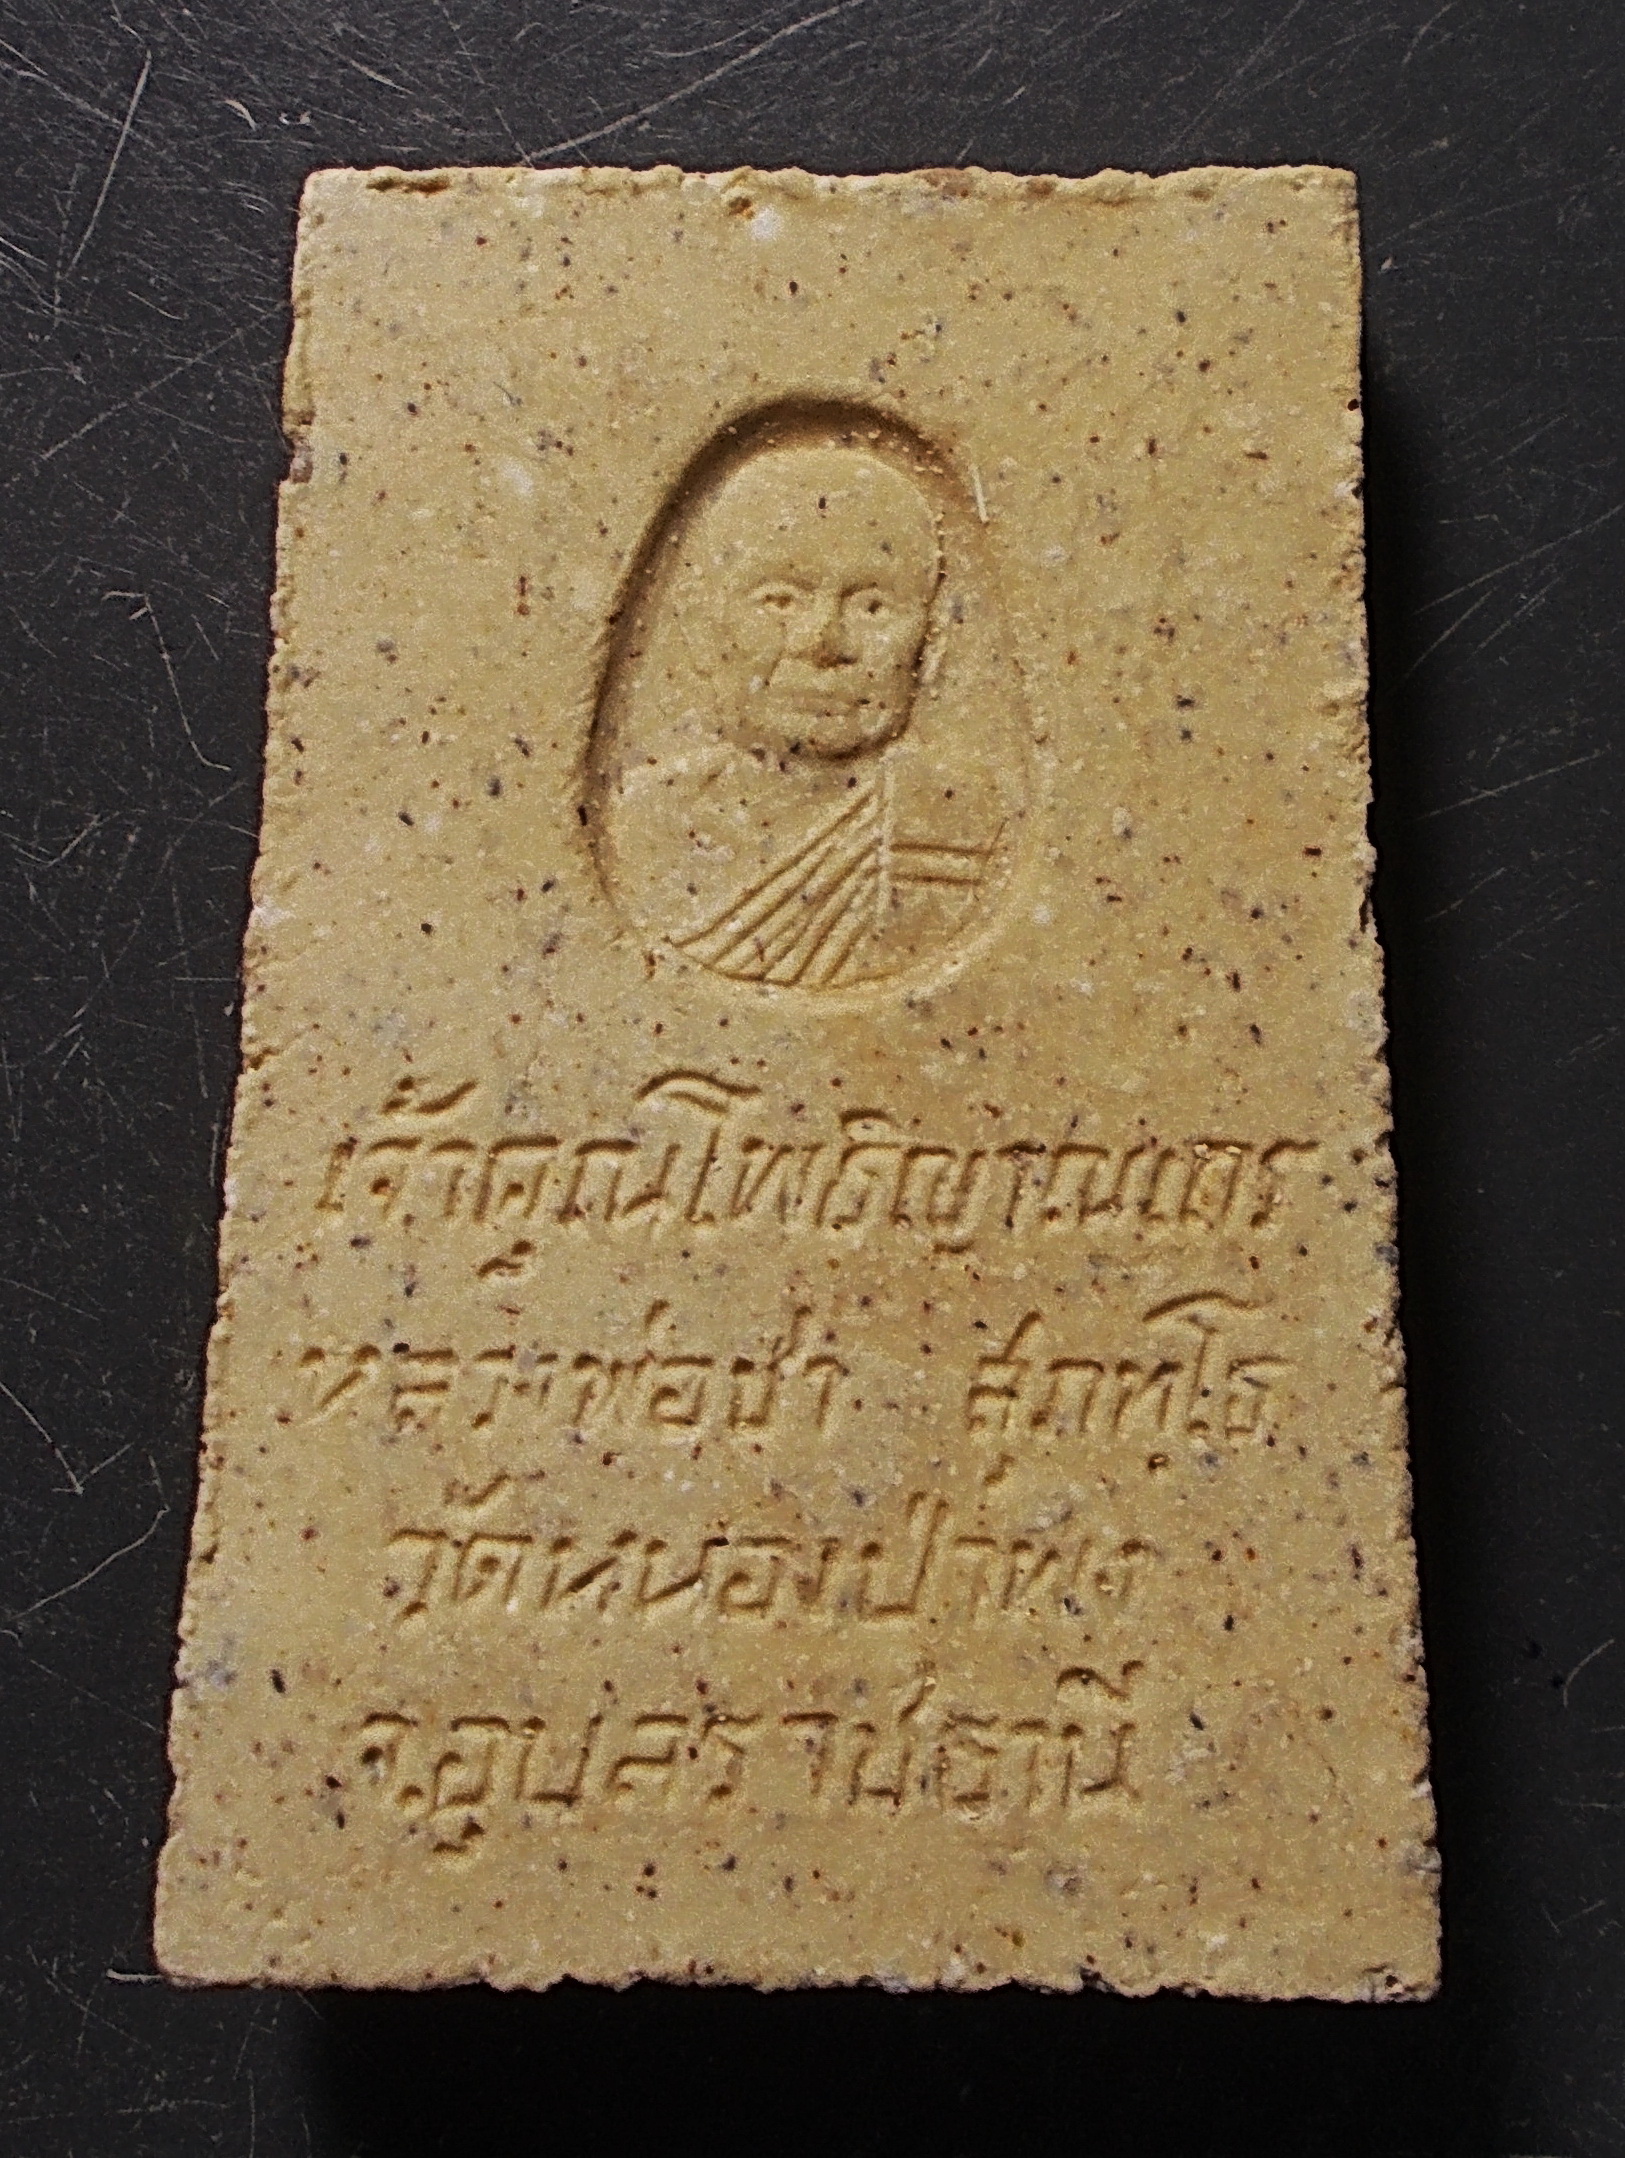 เจ้าคุณโพธิญาณเถร
หลวงพ่อชา สุภทฺโธ
วัดหนองป่าพง
จ.อุบลราชธานี